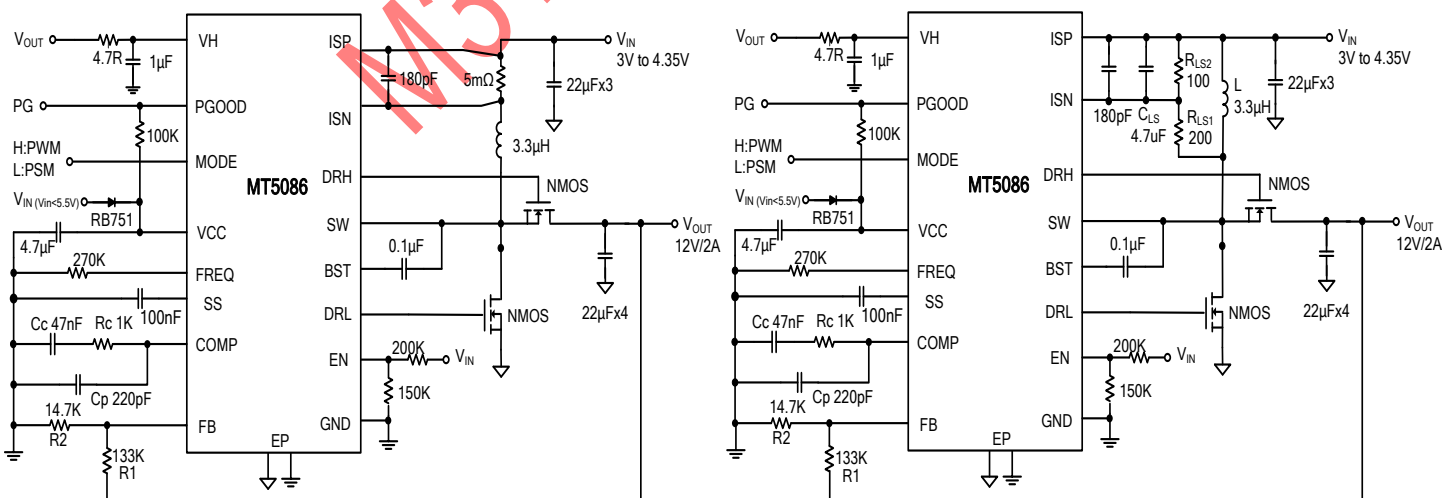 VOUT
4.7R
1µF
VH
ISP
VIN
3V to 4.35V
180pF
5mΩ
22µFx3
PG
PGOOD
ISN
100K
3.3µH
H:PWM
L:PSM
MODE
MT5086
DRH
NMOS
VIN (Vin<5.5V)
RB751
SW
VOUT
12V/2A
4.7µF
VCC
0.1µF
270K
FREQ
BST
SS
100nF
DRL
NMOS
22µFx4
Cc 47nF
Rc 1K
COMP
200K
VIN
EN
Cp 220pF
150K
14.7K
R2
FB
GND
EP
133K
R1
VOUT
4.7R
1µF
VH
ISP
VIN
3V to 4.35V
RLS2
100
L
3.3µH
22µFx3
PG
PGOOD
ISN
180pF
CLS
4.7uF
RLS1
200
100K
H:PWM
L:PSM
MODE
MT5086
DRH
NMOS
VIN (Vin<5.5V)
RB751
SW
VOUT
12V/2A
4.7µF
VCC
0.1µF
270K
FREQ
BST
SS
100nF
DRL
NMOS
22µFx4
Cc 47nF
Rc 1K
COMP
200K
VIN
EN
Cp 220pF
150K
14.7K
R2
FB
GND
EP
133K
R1